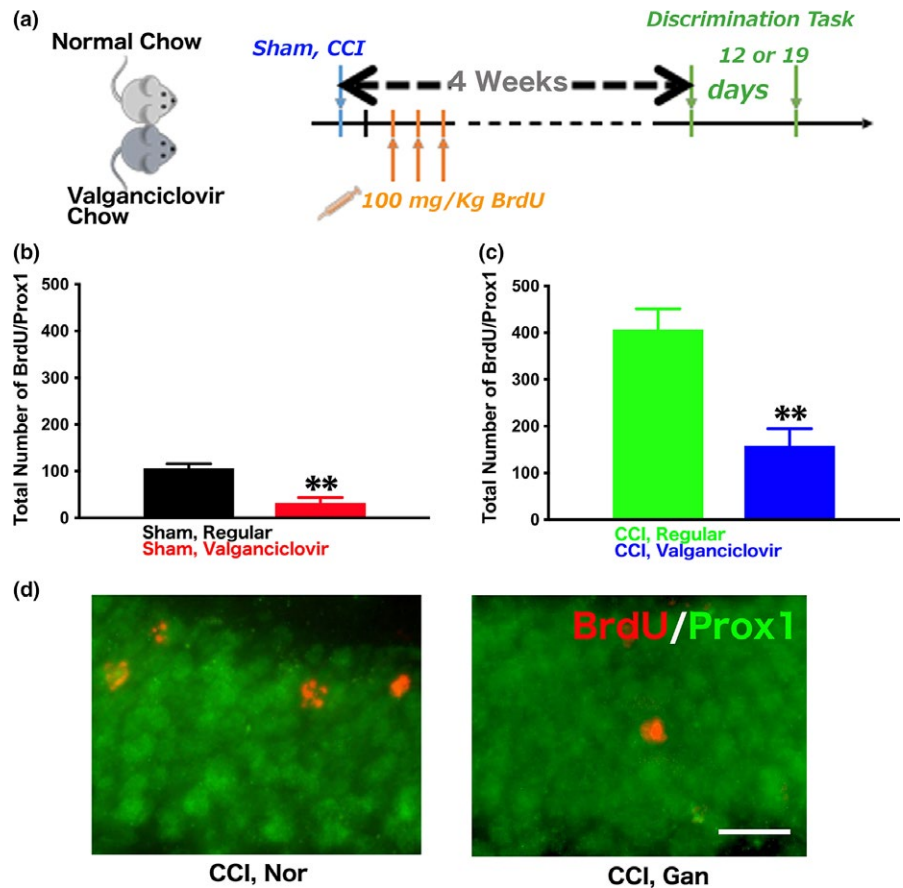 (a)
Normal Chow
Valganciclovir
Chow
Sham, CCI
4 Weeks
Discrimination Task
12 or 19
days
100 mg/Kg BrdU
(b)
Total Number of BrdU/Prox1
500
400
300
200
100
0
**
Sham, Regular
Sham, Valganciclovir
(c)
Total Number of BrdU/Prox1
500
400
300
200
100
0
**
CCI, Regular
CCI, Valganciclovir
(d)
BrdU/Prox1
CCI, Nor
CCI, Gan